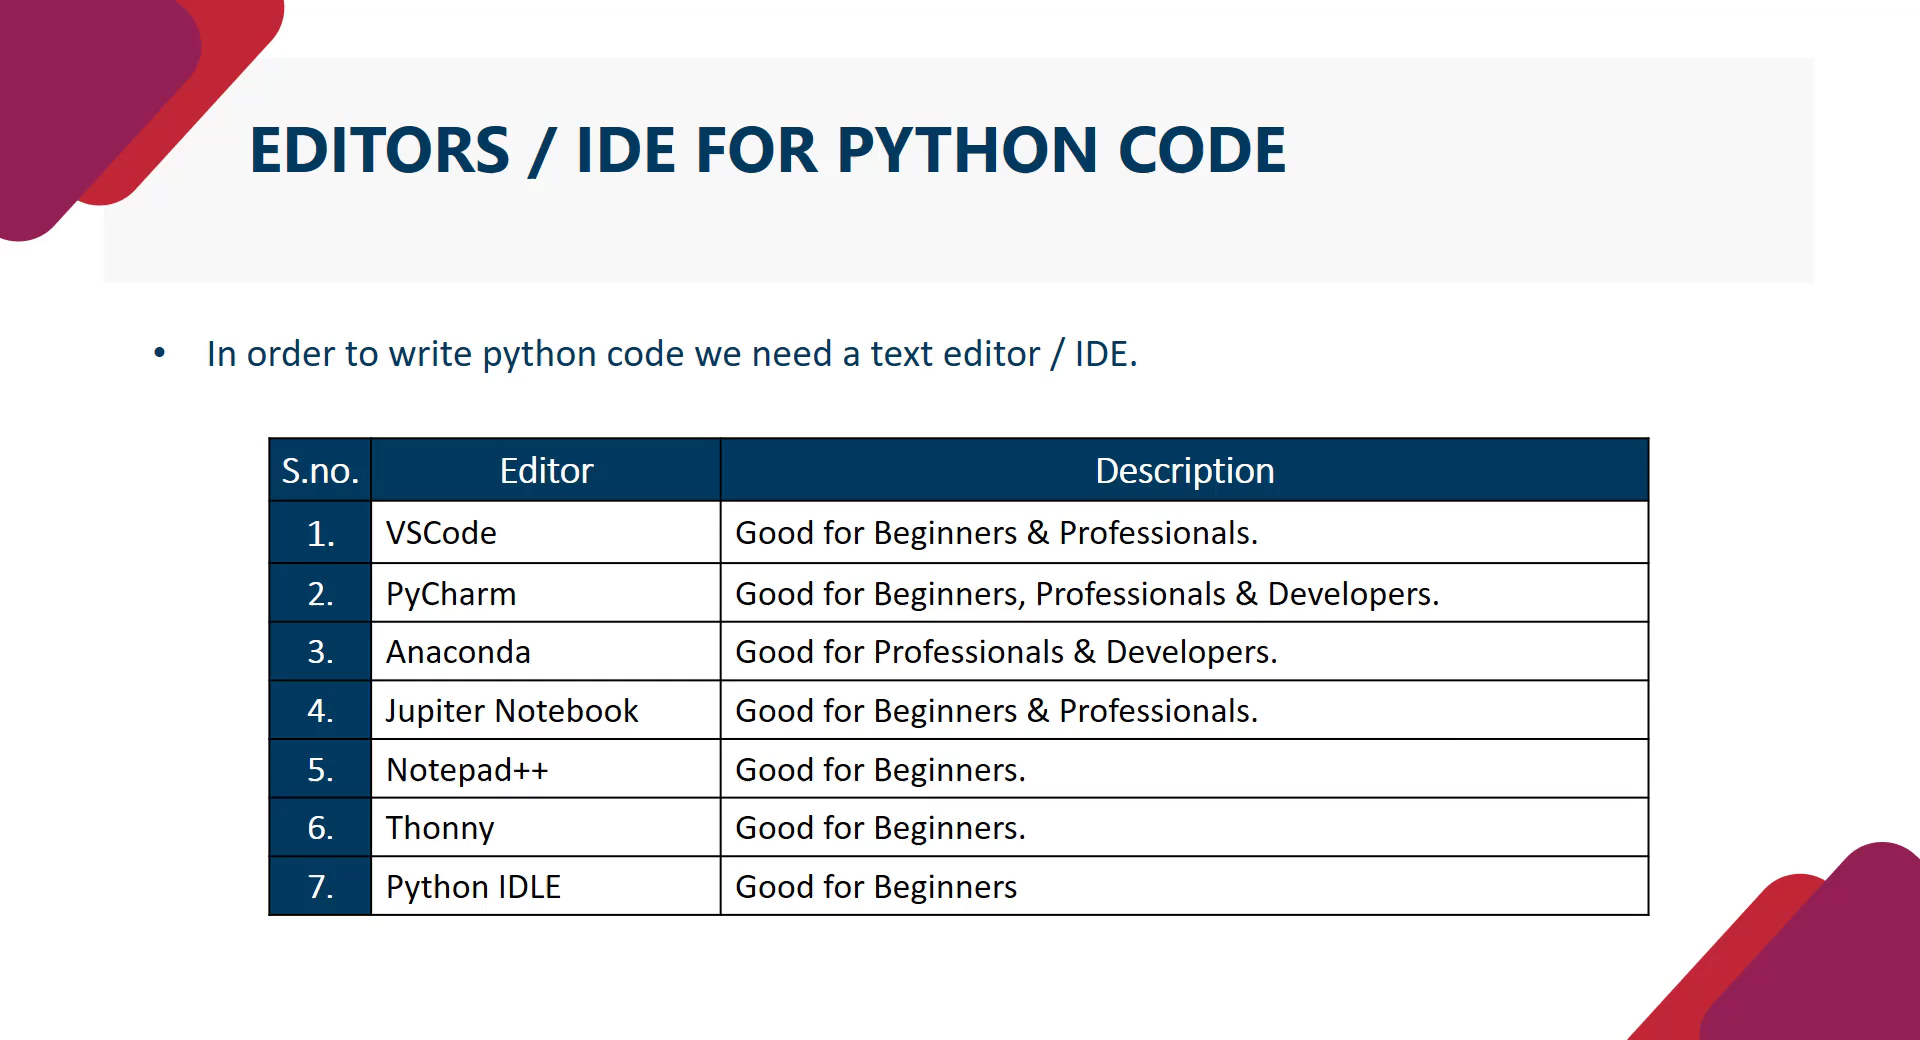 EDITORS / IDE FOR PYTHON CODE
• In order to write python code we need a text editor / IDE.
S.no. Editor Description
1. VSCode Good for Beginners & Professionals.
2. PyCharm Good for Beginners, Professionals & Developers.
3. Anaconda Good for Professionals & Developers.
4. Jupiter Notebook Good for Beginners & Professionals.
5. Notepad++ Good for Beginners.
6. Thonny Good for Beginners.
7. Python IDLE Good for Beginners